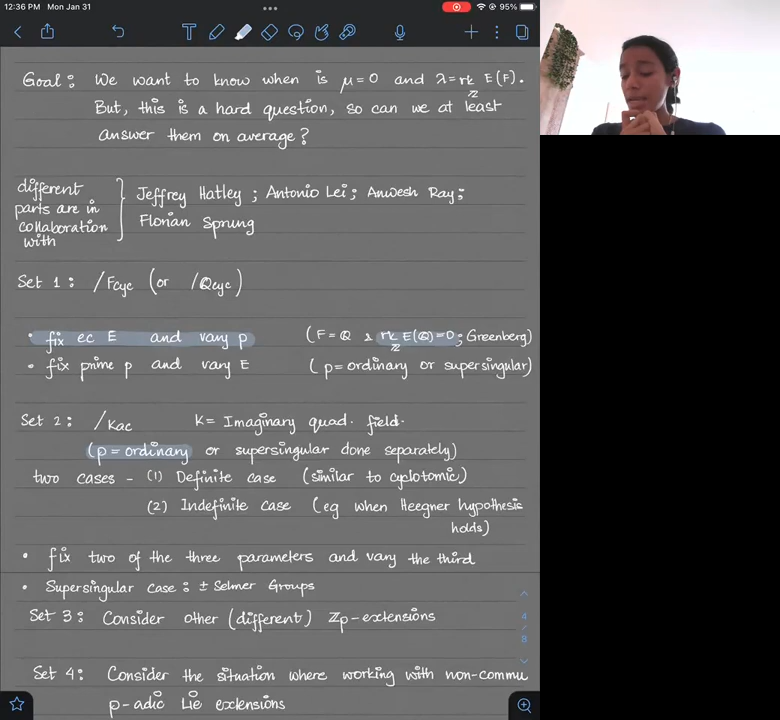 12:36 PM Mon Jan 31
95%
Goal: We want to know when is μ=0 and λ=rk_ℤ E(F).
But, this is a hard question, so can we at least
answer them on average?
different parts are in collaboration with } Jeffrey Hatley ; Antonio Lei ; Anwesh Ray ;
Florian Sprung
Set 1: /Fcyc (or /Qcyc)
• fix ec E and vary p (F = Q & rk_ℤ E(Q)=0; Greenberg)
• fix prime p and vary E (p= ordinary or supersingular)
Set 2: /Kac K= Imaginary quad. field.
(p= ordinary or supersingular done separately)
two cases - (1) Definite case (similar to cyclotomic)
(2) Indefinite case (eg when Heegner hypothesis
holds)
• fix two of the three parameters and vary the third
• Supersingular case: ± Selmer Groups
Set 3: Consider other (different) ℤp-extensions
Set 4: Consider the situation where working with non-commu
p-adic Lie extensions
4
/
8